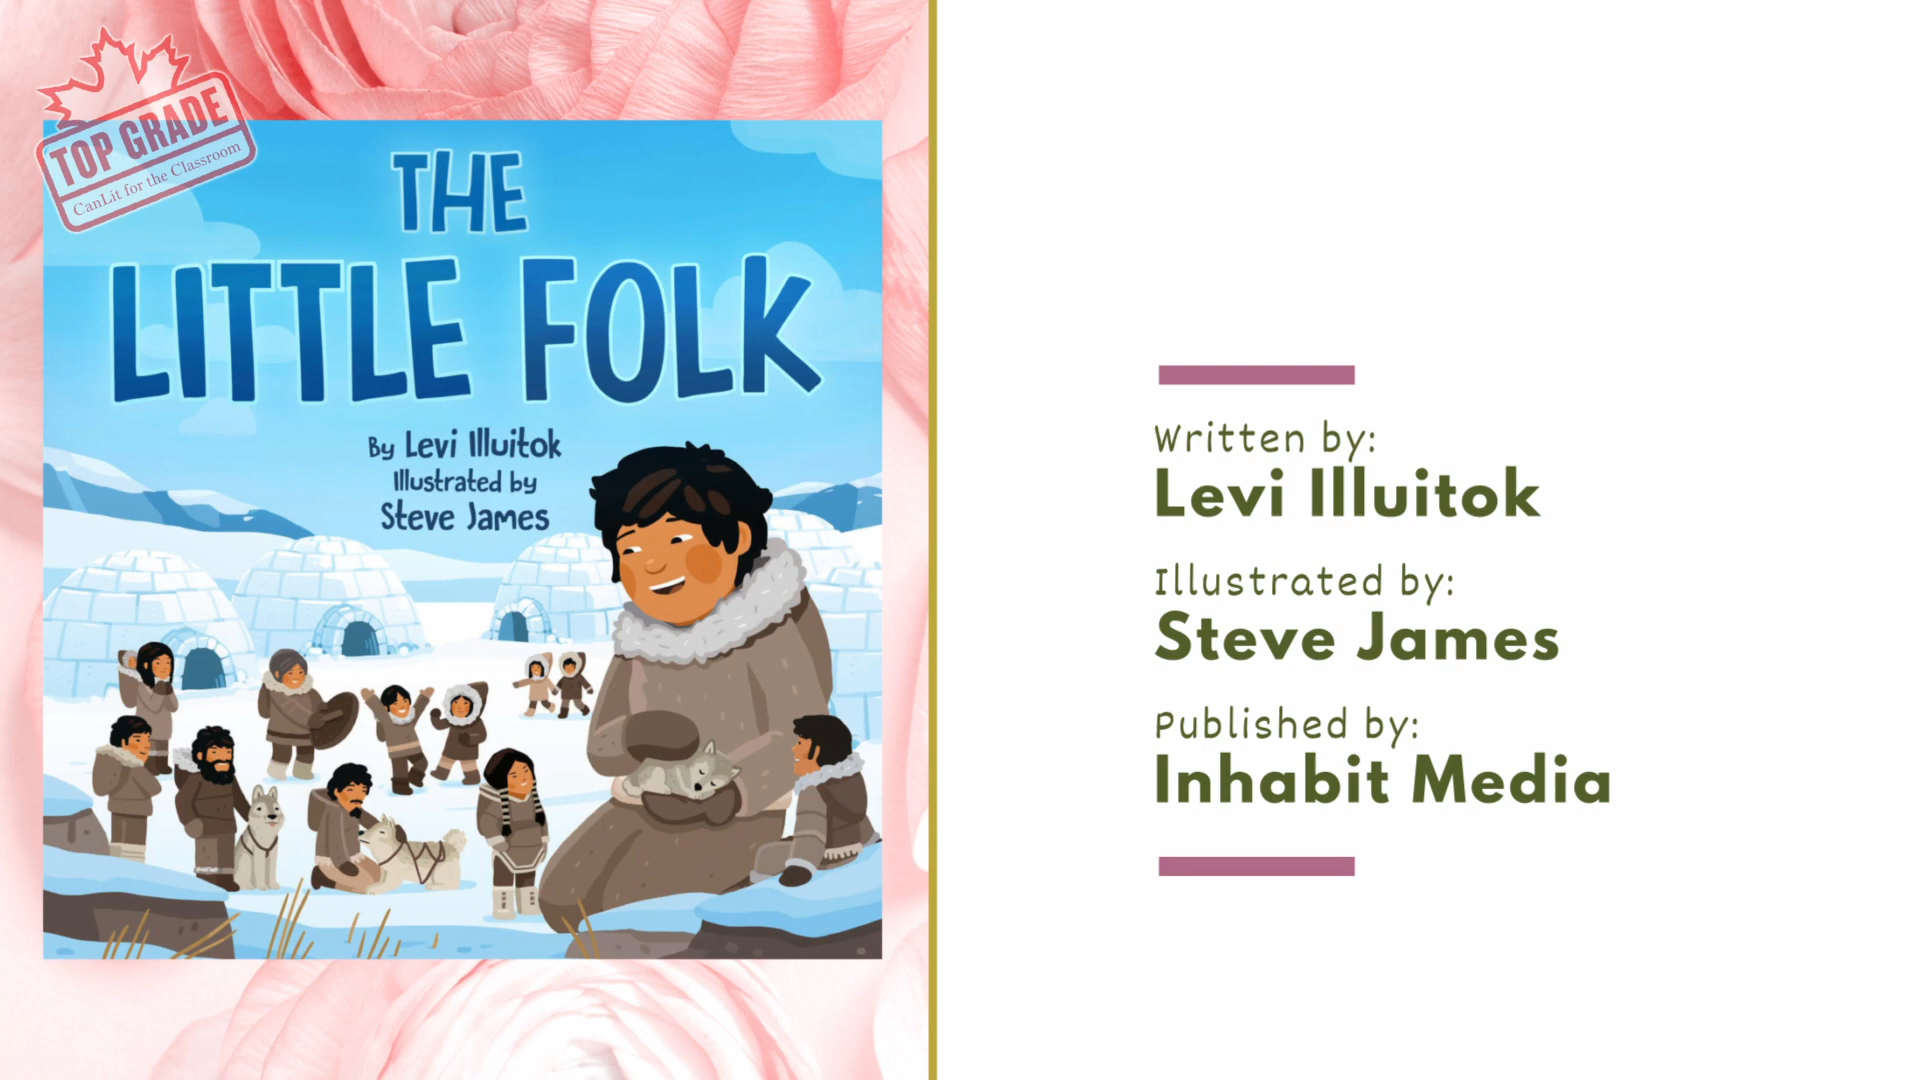 TOP GRADE
CanLit for the Classroom
THE
LITTLE FOLK
By Levi Illuitok
Illustrated by
Steve James
Written by:
Levi Illuitok
Illustrated by:
Steve James
Published by:
Inhabit Media